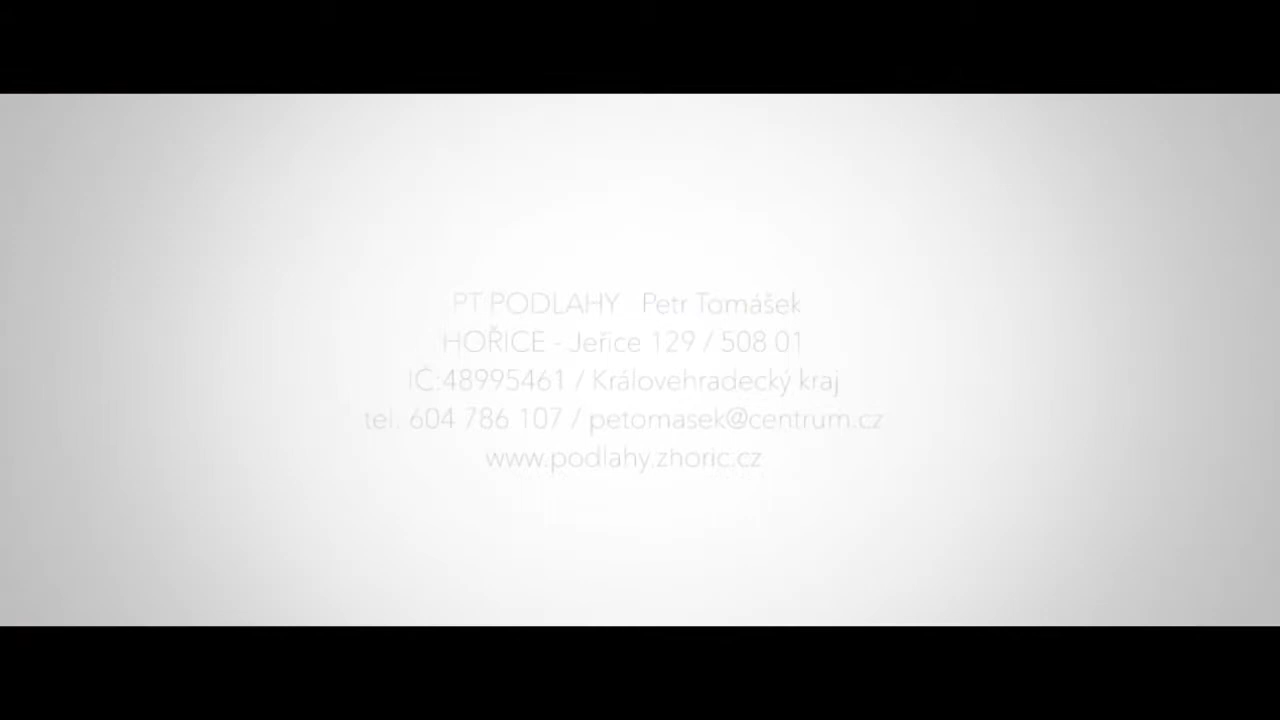 PT PODLAHY Petr Tomášek
HOŘICE - Jeřice 129 / 508 01
IČ:48995461 / Královehradecký kraj
tel. 604 786 107 / petomasek@centrum.cz
www.podlahy.zhoric.cz